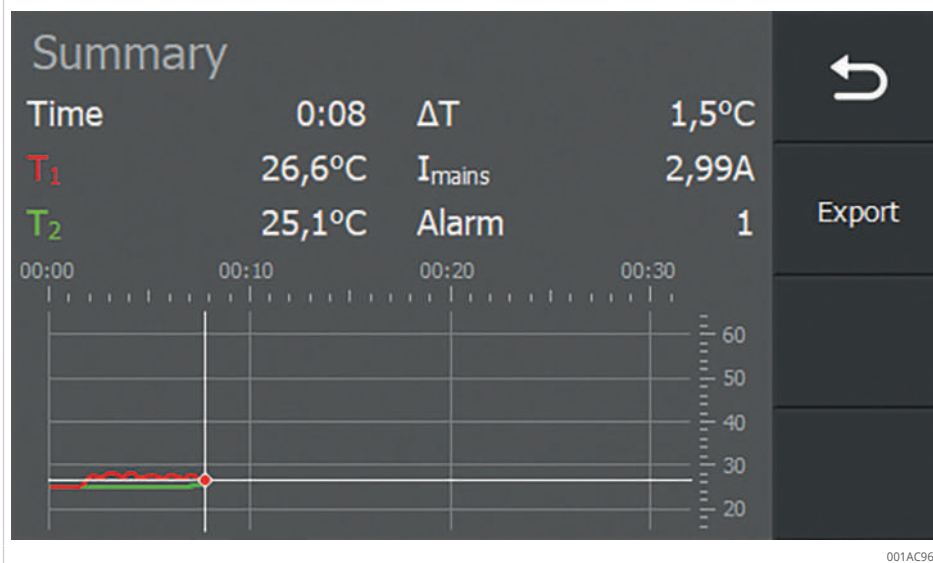 Summary
Time 0:08 ΔT 1,5°C
T1 26,6°C Imains 2,99A
T2 25,1°C Alarm 1
Export
00:00 00:10 00:20 00:30
60
50
40
30
20
001AC96